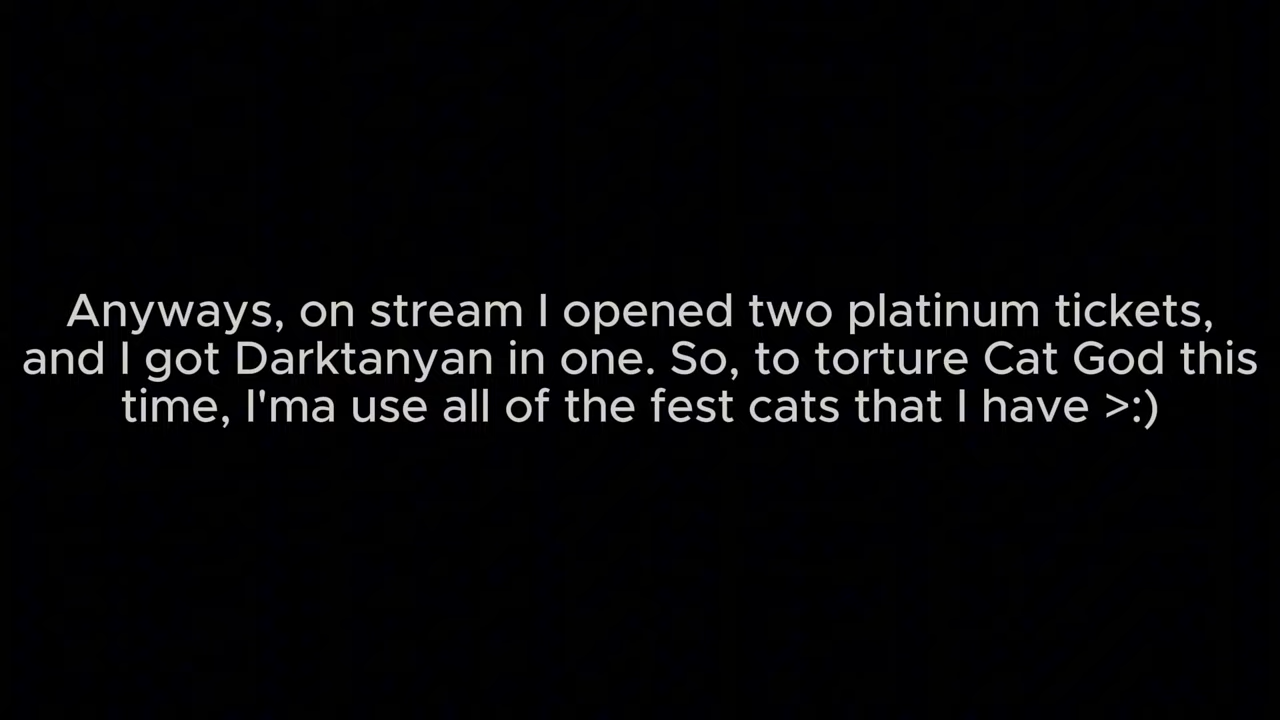 Anyways, on stream I opened two platinum tickets,
and I got Darktanyan in one. So, to torture Cat God this
time, I'ma use all of the fest cats that I have >:)